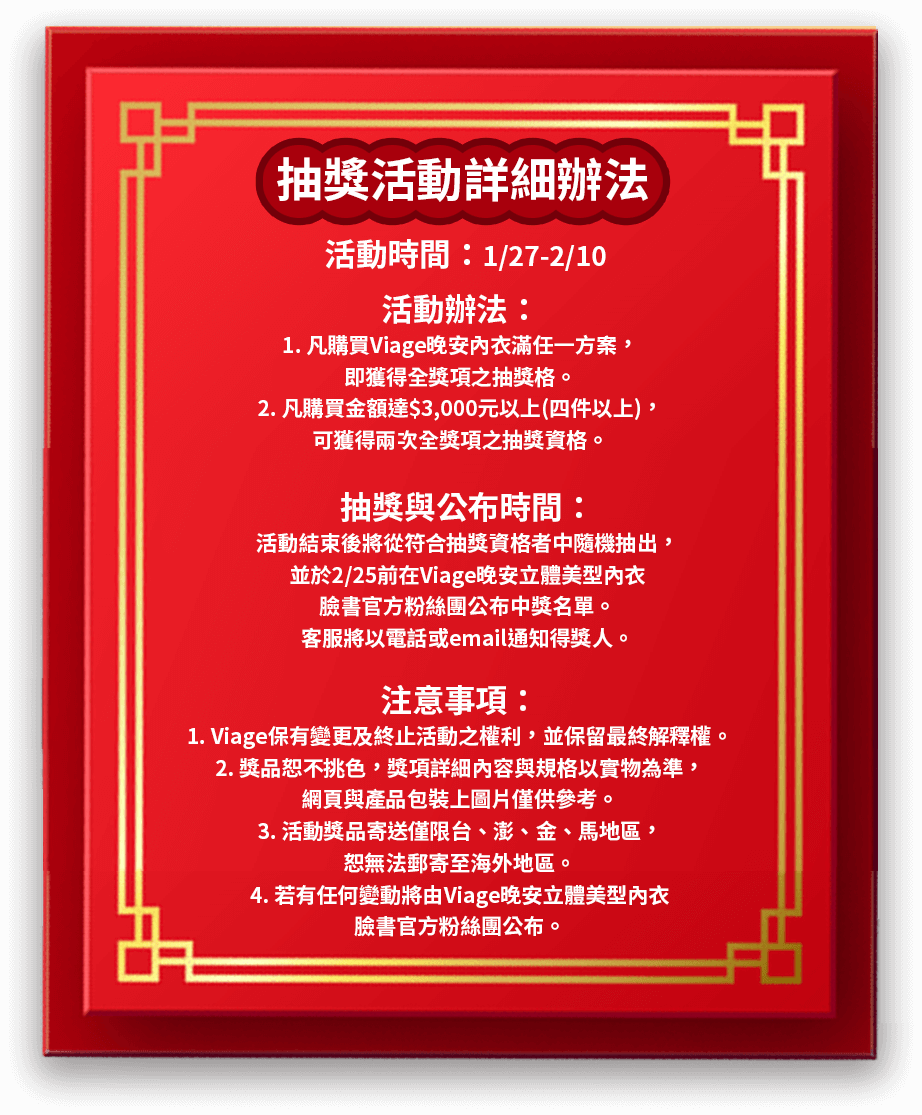 抽獎活動詳細辦法
活動時間：1/27-2/10
活動辦法：
1. 凡購買Viage晚安內衣滿任一方案，
即獲得全獎項之抽獎格。
2. 凡購買金額達$3,000元以上(四件以上)，
可獲得兩次全獎項之抽獎資格。
抽獎與公布時間：
活動結束後將從符合抽獎資格者中隨機抽出，
並於2/25前在Viage晚安立體美型內衣
臉書官方粉絲團公布中獎名單。
客服將以電話或email通知得獎人。
注意事項：
1. Viage保有變更及終止活動之權利，並保留最終解釋權。
2. 獎品恕不挑色，獎項詳細內容與規格以實物為準，
網頁與產品包裝上圖片僅供參考。
3. 活動獎品寄送僅限台、澎、金、馬地區，
恕無法郵寄至海外地區。
4. 若有任何變動將由Viage晚安立體美型內衣
臉書官方粉絲團公布。